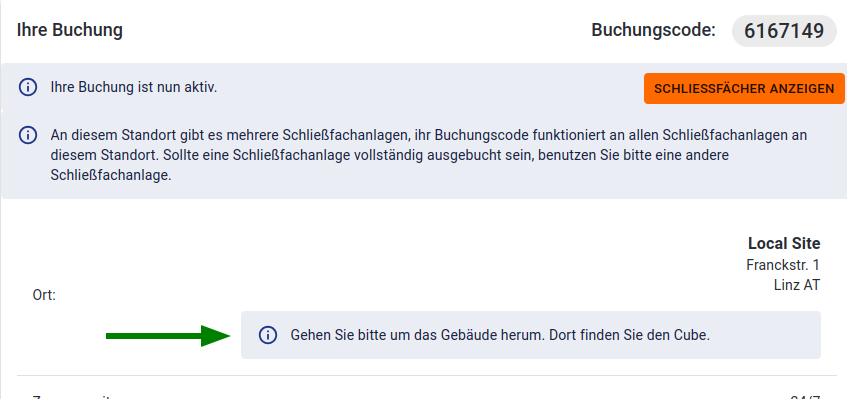 Ihre Buchung
Buchungscode: 6167149
Ihre Buchung ist nun aktiv.
SCHLIESSFÄCHER ANZEIGEN
An diesem Standort gibt es mehrere Schließfachanlagen, ihr Buchungscode funktioniert an allen Schließfachanlagen an
diesem Standort. Sollte eine Schließfachanlage vollständig ausgebucht sein, benutzen Sie bitte eine andere
Schließfachanlage.
Local Site
Franckstr. 1
Linz AT
Ort:
Gehen Sie bitte um das Gebäude herum. Dort finden Sie den Cube.